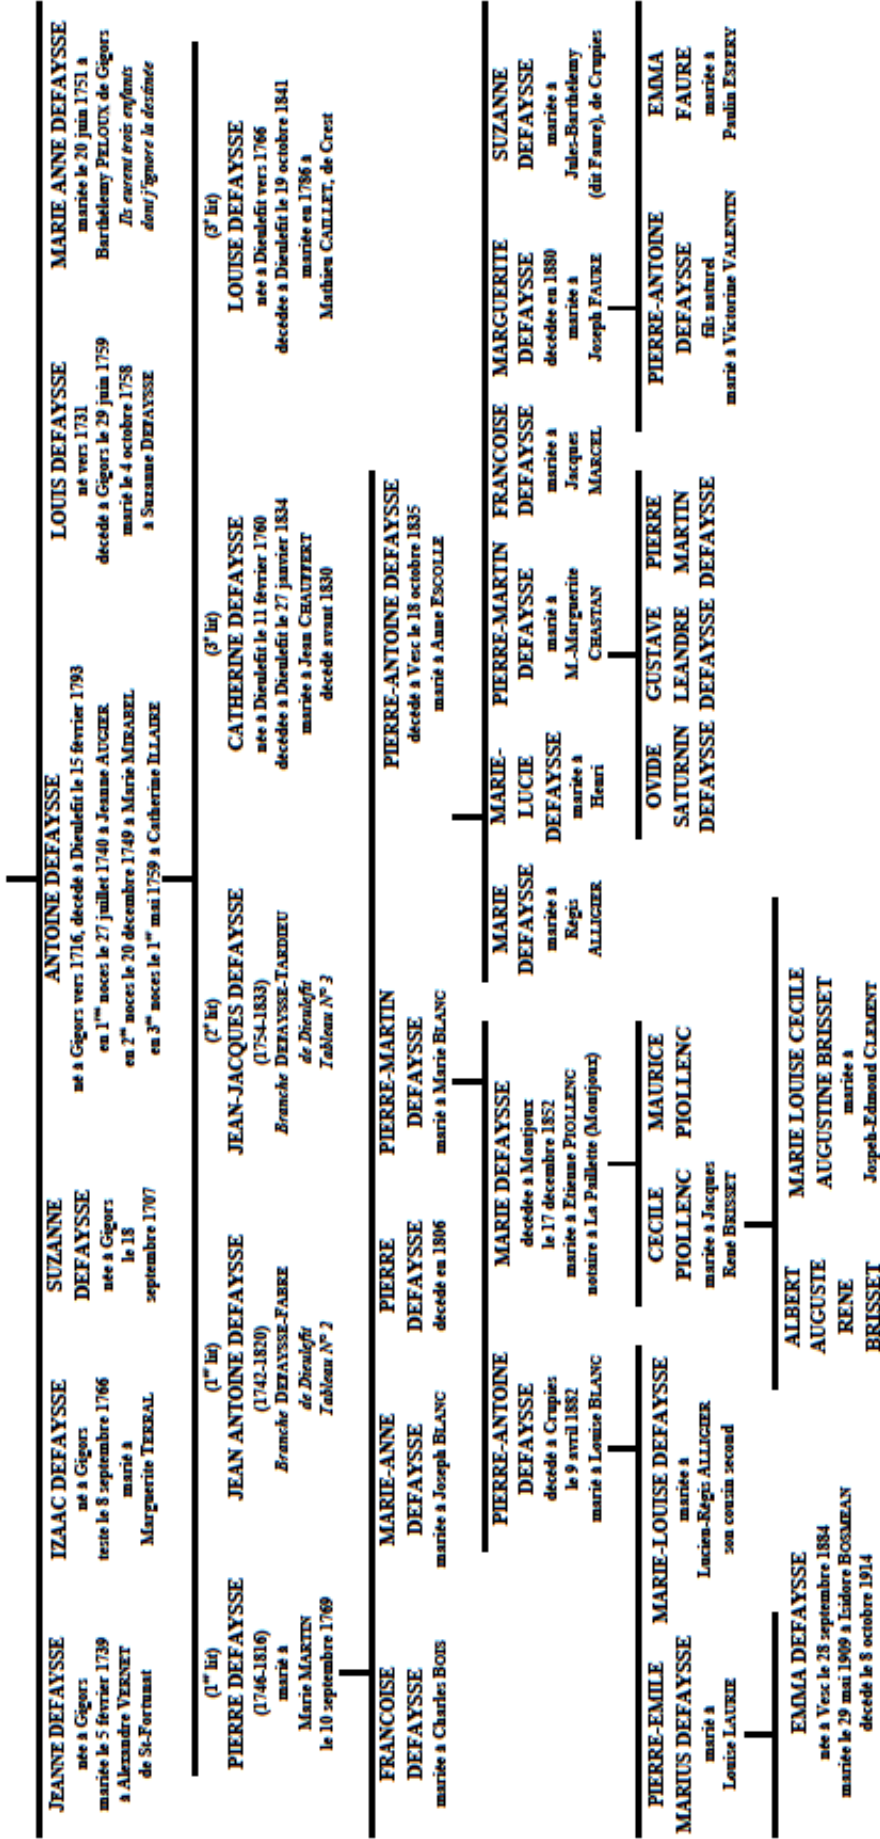 JEANNE DEFAYSSE
née à Gigors
mariée le 5 février 1739
à Alexandre VERNET
de St-Fortunat
IZAAC DEFAYSSE
né à Gigors
teste le 8 septembre 1766
marié à
Marguerite TERRAL
SUZANNE
DEFAYSSE
née à Gigors
le 18
septembre 1707
ANTOINE DEFAYSSE
né à Gigors vers 1716, décédé à Dieulefit le 15 février 1793
en 1ères noces le 27 juillet 1740 à Jeanne AUGIER
en 2es noces le 20 décembre 1749 à Marie MIRABEL
en 3es noces le 1er mai 1759 à Catherine ILLAIRE
LOUIS DEFAYSSE
né vers 1731
décédé à Gigors le 29 juin 1759
marié le 4 octobre 1758
à Suzanne DEFAYSSE
MARIE ANNE DEFAYSSE
mariée le 20 juin 1751 à
Barthélemy PELOUX de Gigors
Ils eurent trois enfants
dont j'ignore la destinée
(1er lit)
PIERRE DEFAYSSE
(1746-1816)
marié à
Marie MARTIN
le 10 septembre 1769
(1er lit)
JEAN ANTOINE DEFAYSSE
(1742-1820)
Branche DEFAYSSE-FABRE
de Dieulefit
Tableau N° 2
(2e lit)
JEAN-JACQUES DEFAYSSE
(1754-1833)
Branche DEFAYSSE-TARDIEU
de Dieulefit
Tableau N° 3
(3e lit)
CATHERINE DEFAYSSE
née à Dieulefit le 11 février 1760
décédée à Dieulefit le 27 janvier 1834
mariée à Jean CHAUFFERT
décédé avant 1830
(3e lit)
LOUISE DEFAYSSE
née à Dieulefit vers 1766
décédée à Dieulefit le 19 octobre 1841
mariée en 1786 à
Mathieu CAILLET, de Crest
FRANCOISE
DEFAYSSE
mariée à Charles BOIS
MARIE-ANNE
DEFAYSSE
mariée à Joseph BLANC
PIERRE
DEFAYSSE
décédé en 1806
PIERRE-MARTIN
DEFAYSSE
marié à Marie BLANC
PIERRE-ANTOINE DEFAYSSE
décédé à Vesc le 18 octobre 1835
marié à Anne ESCOLLE
PIERRE-ANTOINE
DEFAYSSE
décédé à Crupies
le 9 avril 1882
marié à Louise BLANC
MARIE DEFAYSSE
décédée à Montjoux
le 17 décembre 1852
mariée à Etienne PIOLLENC
notaire à La Paillette (Montjoux)
MARIE
DEFAYSSE
mariée à
Régis
ALLIGIER
MARIE-
LUCIE
DEFAYSSE
mariée à
Henri
PIERRE-MARTIN
DEFAYSSE
marié à
M.-Marguerite
CHASTAN
FRANCOISE
DEFAYSSE
mariée à
Jacques
MARCEL
MARGUERITE
DEFAYSSE
décédée en 1880
mariée à
Joseph FAURE
SUZANNE
DEFAYSSE
mariée à
Jules-Barthélemy
(dit Faure), de Crupies
PIERRE-EMILE
MARIUS DEFAYSSE
marié à
Louise LAURIE
MARIE-LOUISE DEFAYSSE
mariée à
Lucien-Régis ALLIGIER
son cousin second
CECILE
PIOLLENC
mariée à Jacques
René BRISSET
MAURICE
PIOLLENC
OVIDE
SATURNIN
DEFAYSSE
GUSTAVE
LEANDRE
DEFAYSSE
PIERRE
MARTIN
DEFAYSSE
PIERRE-ANTOINE
DEFAYSSE
fils naturel
marié à Victorine VALENTIN
EMMA
FAURE
mariée à
Paulin ESPERY
EMMA DEFAYSSE
née à Vesc le 28 septembre 1884
mariée le 29 mai 1909 à Isidore BOSMEAN
décédé le 8 octobre 1914
ALBERT
AUGUSTE
RENE
BRISSET
MARIE LOUISE CECILE
AUGUSTINE BRISSET
mariée à
Jospeh-Edmond CLEMENT